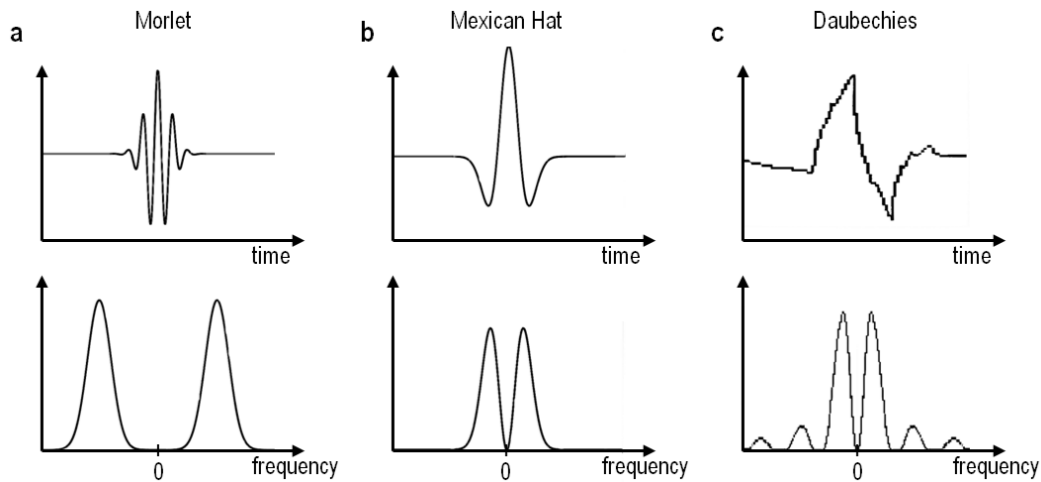 Morlet
Mexican Hat
Daubechies
a
b
c
time
time
time
0
frequency
0
frequency
0
frequency